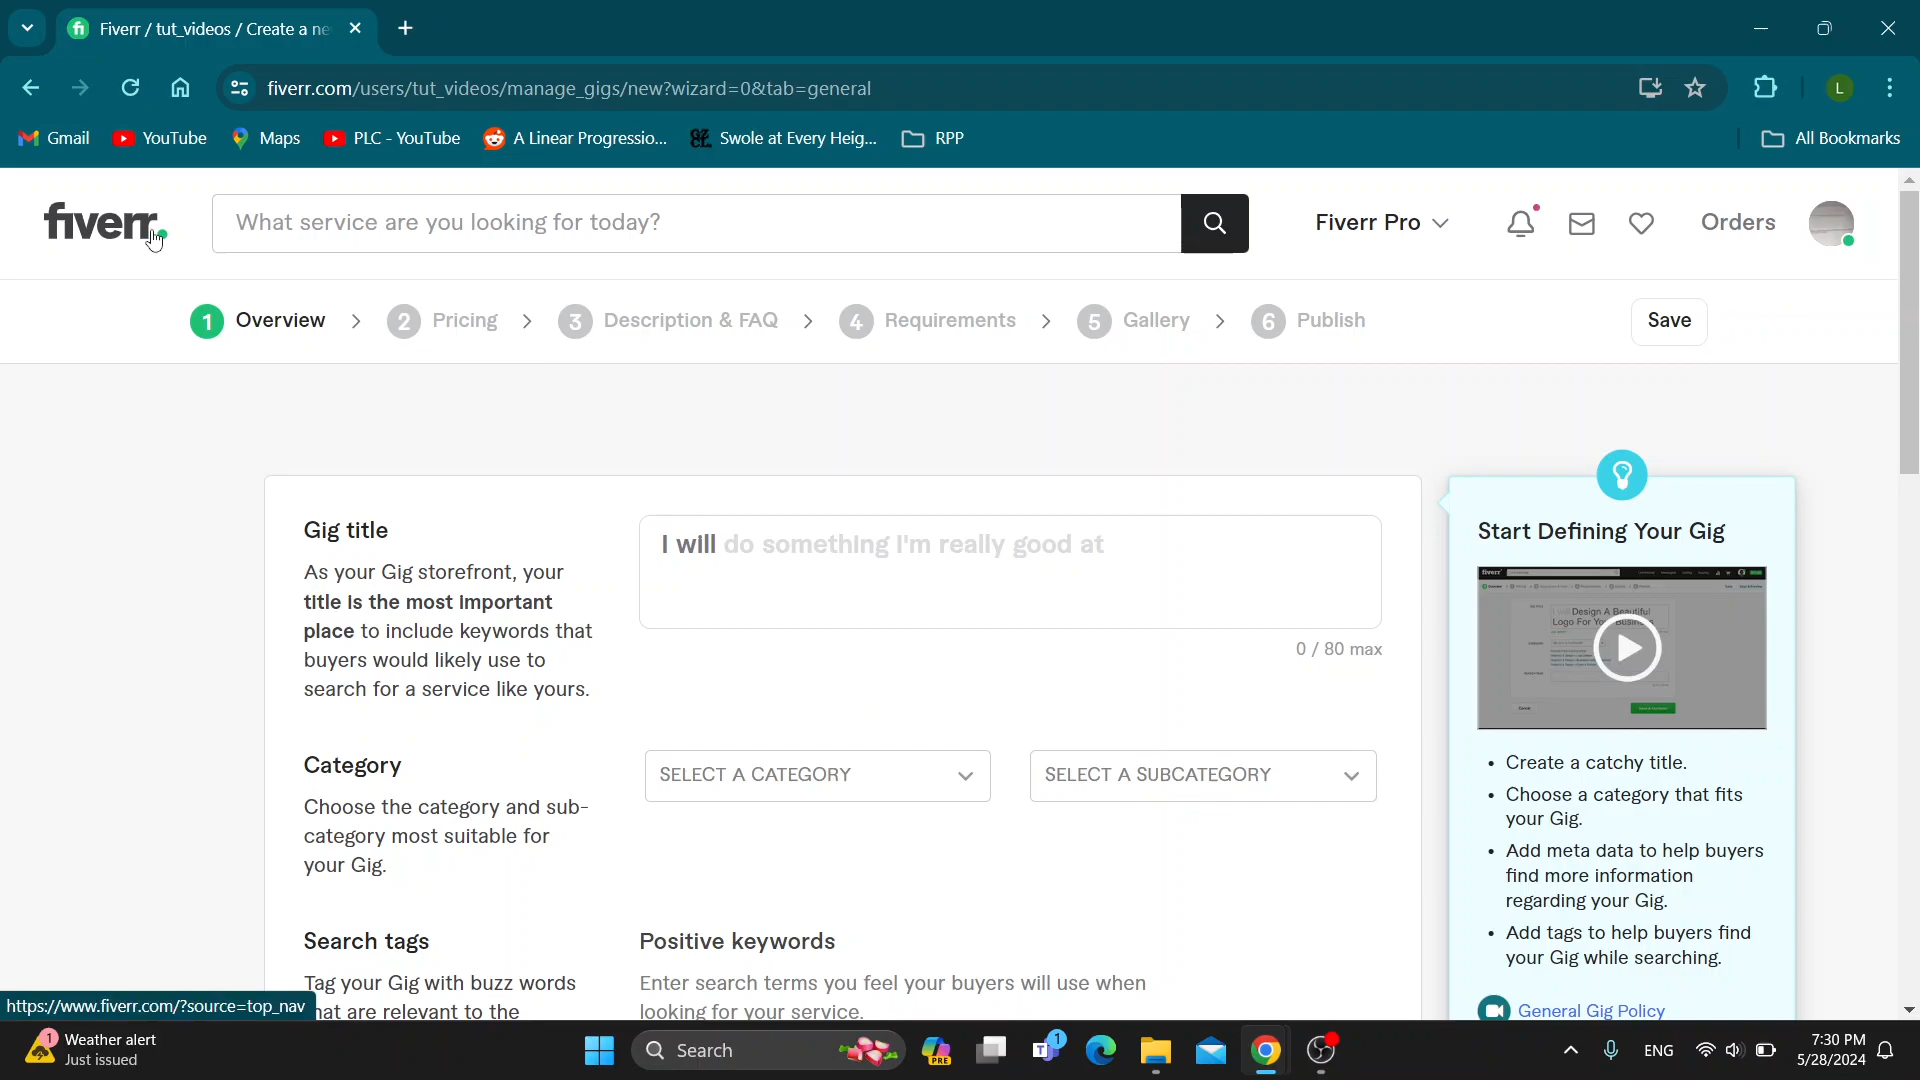 Fiverr / tut_videos / Create a ne
fiverr.com/users/tut_videos/manage_gigs/new?wizard=0&tab=general
L
Gmail YouTube Maps PLC - YouTube A Linear Progressio... Swole at Every Heig... RPP All Bookmarks
fiverr.
What service are you looking for today?
Fiverr Pro
Orders
1 Overview 2 Pricing 3 Description & FAQ 4 Requirements 5 Gallery 6 Publish
Save
Gig title
As your Gig storefront, your
title is the most important
place to include keywords that
buyers would likely use to
search for a service like yours.
I will do something I'm really good at
0 / 80 max
Category
Choose the category and sub-
category most suitable for
your Gig.
SELECT A CATEGORY
SELECT A SUBCATEGORY
Search tags
Tag your Gig with buzz words
hat are relevant to the
Positive keywords
Enter search terms you feel your buyers will use when
looking for your service.
Start Defining Your Gig
fiverr
Design A Beautiful
Logo For Your Business
• Create a catchy title.
• Choose a category that fits
your Gig.
• Add meta data to help buyers
find more information
regarding your Gig.
• Add tags to help buyers find
your Gig while searching.
General Gig Policy
https://www.fiverr.com/?source=top_nav
1
Weather alert
Just issued
Search
PRE
1
ENG
7:30 PM
5/28/2024